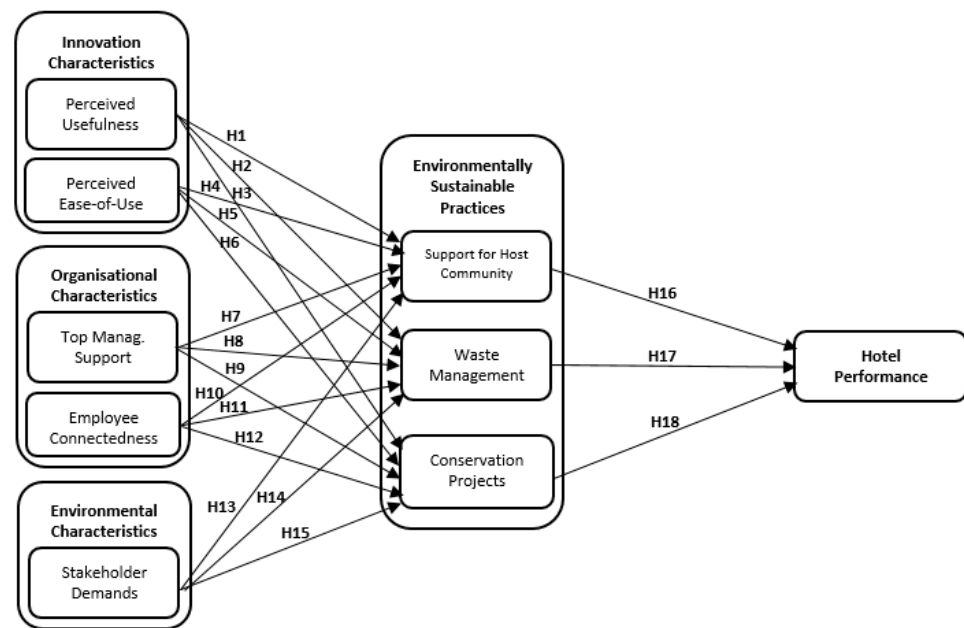 Innovation
Characteristics
Perceived
Usefulness
Perceived
Ease-of-Use
Organisational
Characteristics
Top Manag.
Support
Employee
Connectedness
Environmental
Characteristics
Stakeholder
Demands
H1
H2
H3
H4
H5
H6
H7
H8
H9
H10
H11
H12
H13
H14
H15
Environmentally
Sustainable
Practices
Support for Host
Community
Waste
Management
Conservation
Projects
H16
H17
H18
Hotel
Performance